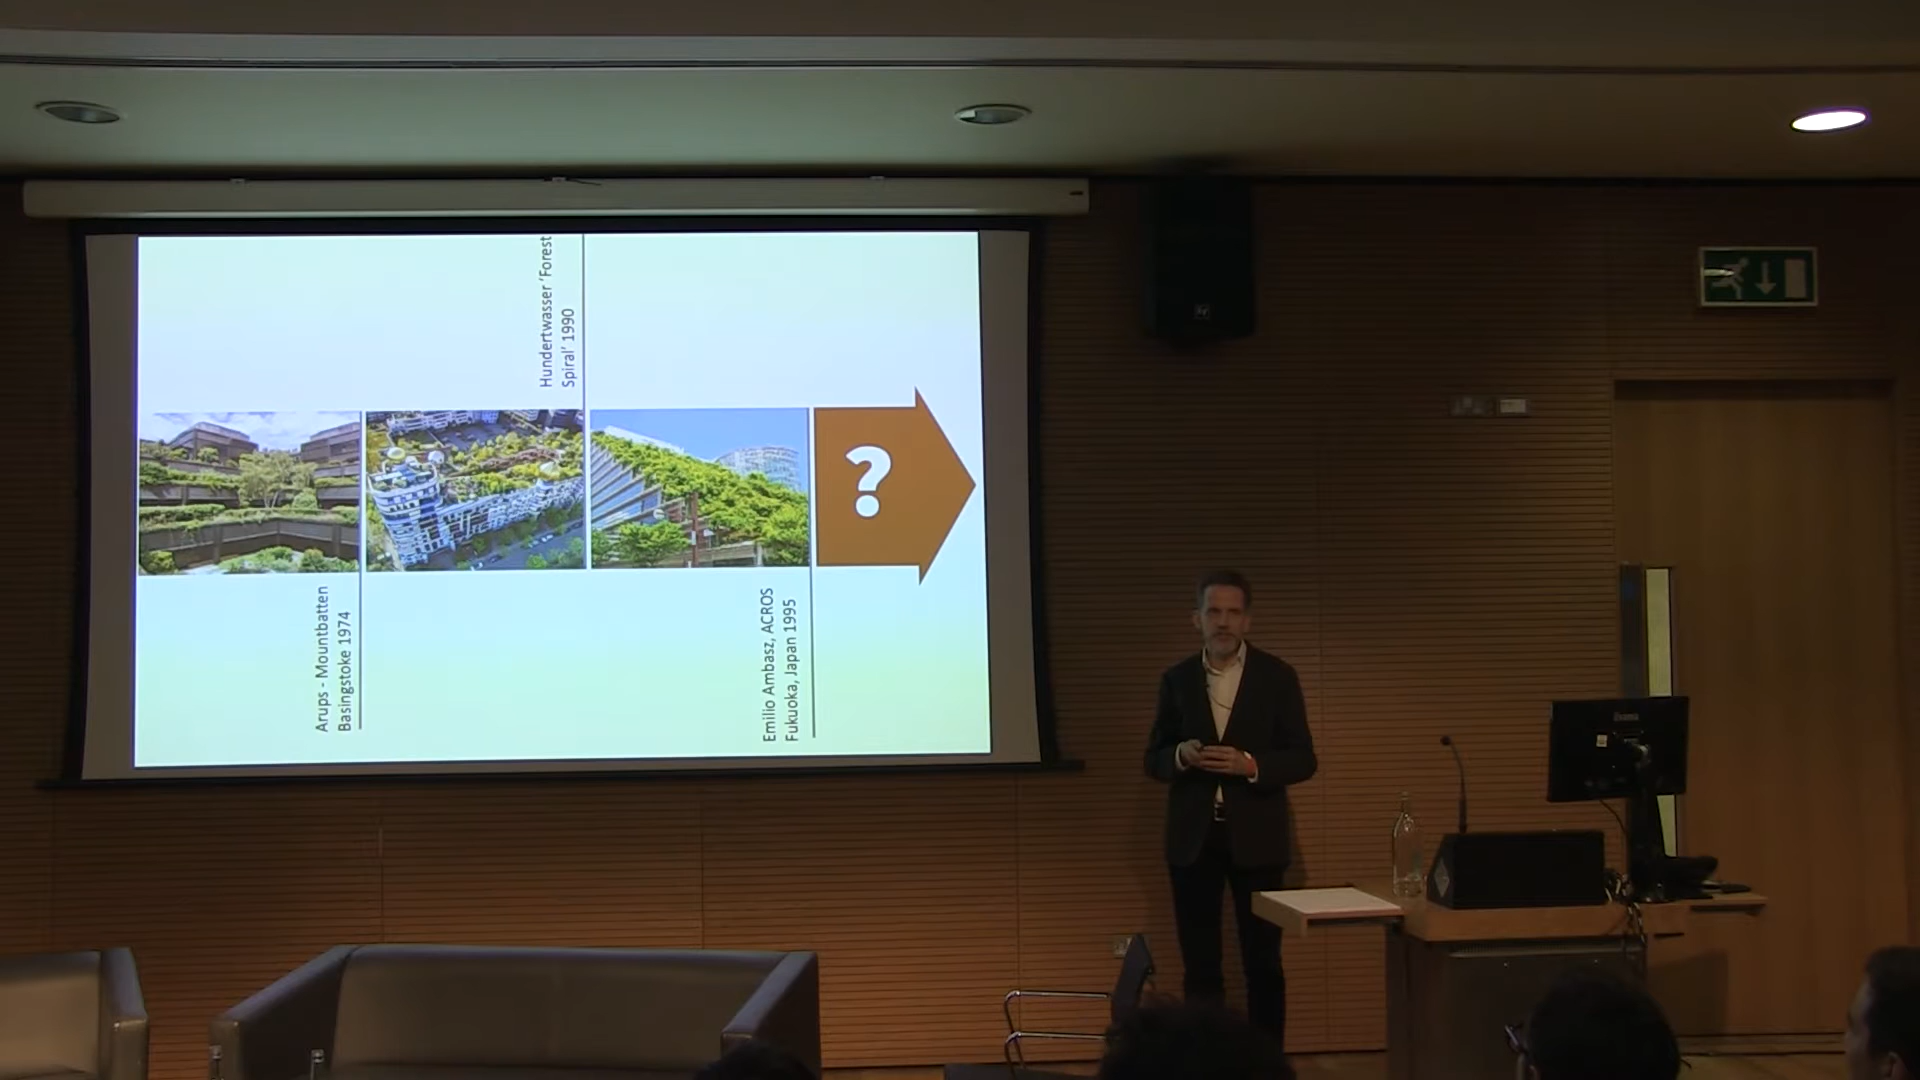 Hundertwasser ‘Forest
Spiral’ 1990
?
Arups - Mountbatten
Basingstoke 1974
Emilio Ambasz, ACROS
Fukuoka, Japan 1995